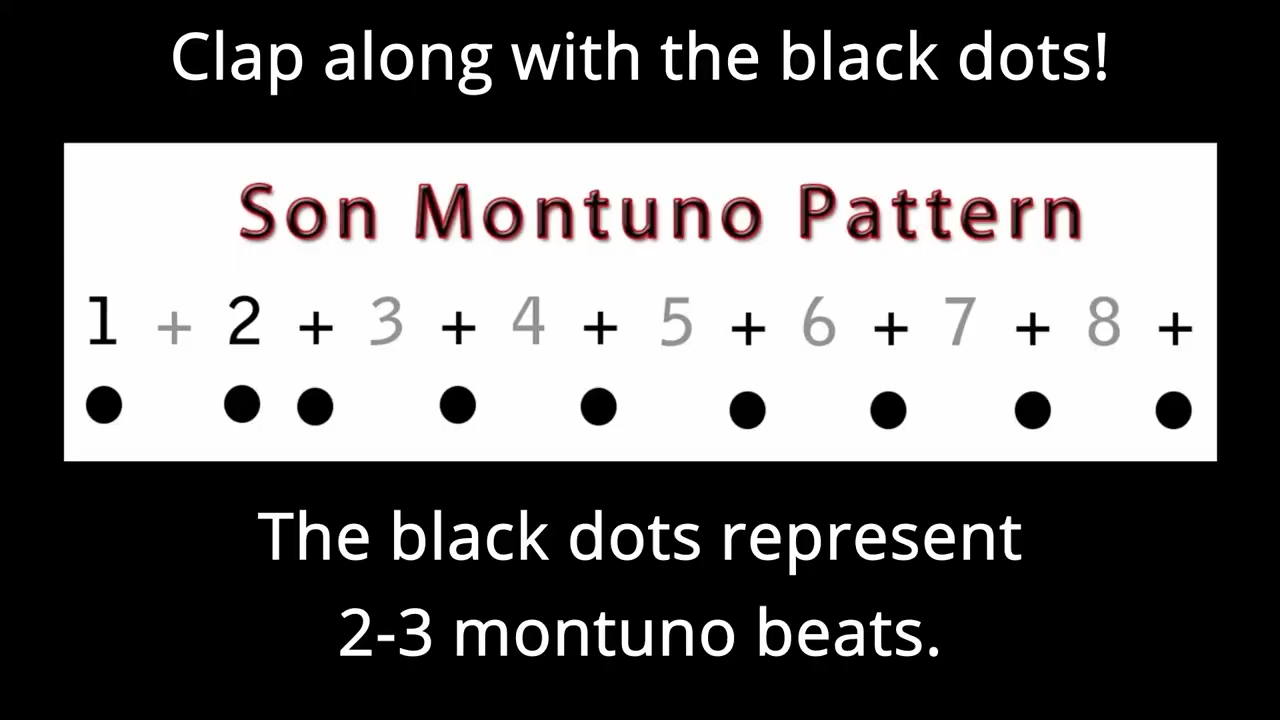 Clap along with the black dots!
Son Montuno Pattern
1 + 2 + 3 + 4 + 5 + 6 + 7 + 8 +
The black dots represent
2-3 montuno beats.